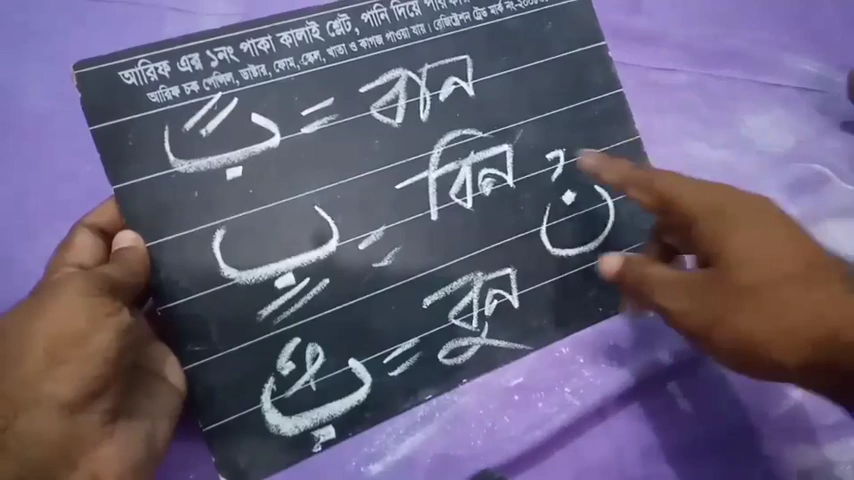 আরিফ এর ১নং পাকা কালাই শ্লেট, পানি দিয়ে
আরিফ চক পেন্সিল, ডাষ্টার, ফোম, স্কেল, খাতা ও কাগজ পাওয়া যায়। রেজিষ্ট্রেশন ট্রেড মার্ক নং-
بً = বান
بٍ = বিন
نْ
بٌ = বুন